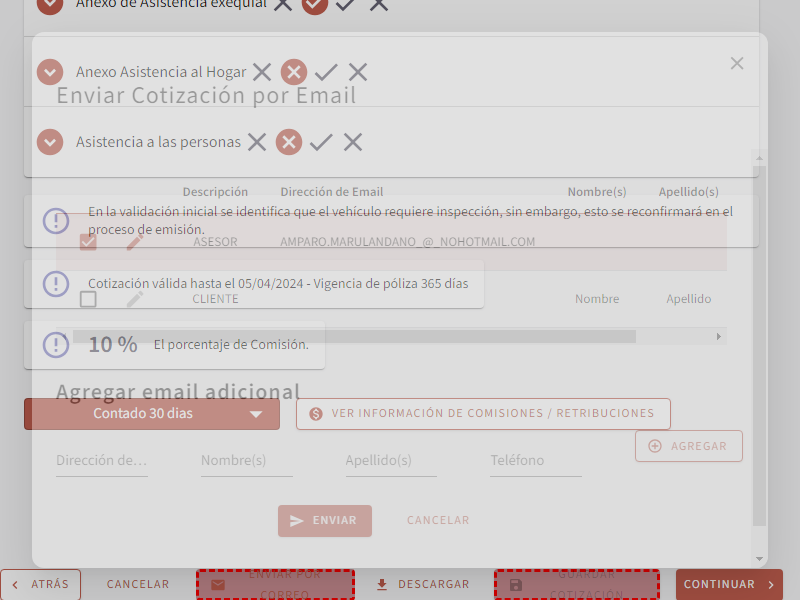 Anexo de Asistencia exequial
Anexo Asistencia al Hogar
Enviar Cotización por Email
Asistencia a las personas
Descripción Dirección de Email Nombre(s) Apellido(s)
En la validación inicial se identifica que el vehículo requiere inspección, sin embargo, esto se reconfirmará en el
proceso de emisión.
ASESOR AMPARO.MARULANDANO_@_NOHOTMAIL.COM
Cotización válida hasta el 05/04/2024 - Vigencia de póliza 365 días
CLIENTE Nombre Apellido
10 % El porcentaje de Comisión.
Agregar email adicional
Contado 30 dias
VER INFORMACIÓN DE COMISIONES / RETRIBUCIONES
AGREGAR
Dirección de... Nombre(s) Apellido(s) Teléfono
ENVIAR CANCELAR
ATRÁS CANCELAR ENVIAR POR
CORREO
DESCARGAR GUARDAR
COTIZACIÓN
CONTINUAR